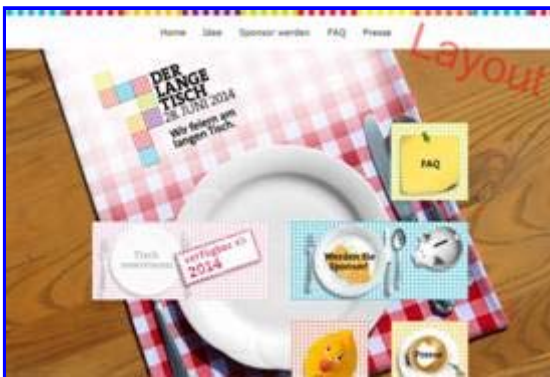 Home Idee Sponsor werden FAQ Presse
Layout
DER
LANGE
TISCH
28. JUNI 2014
Wir feiern am
langen Tisch.
FAQ
Tisch
reservieren
verfügbar ab
2014
Werden Sie
Sponsor!
Presse